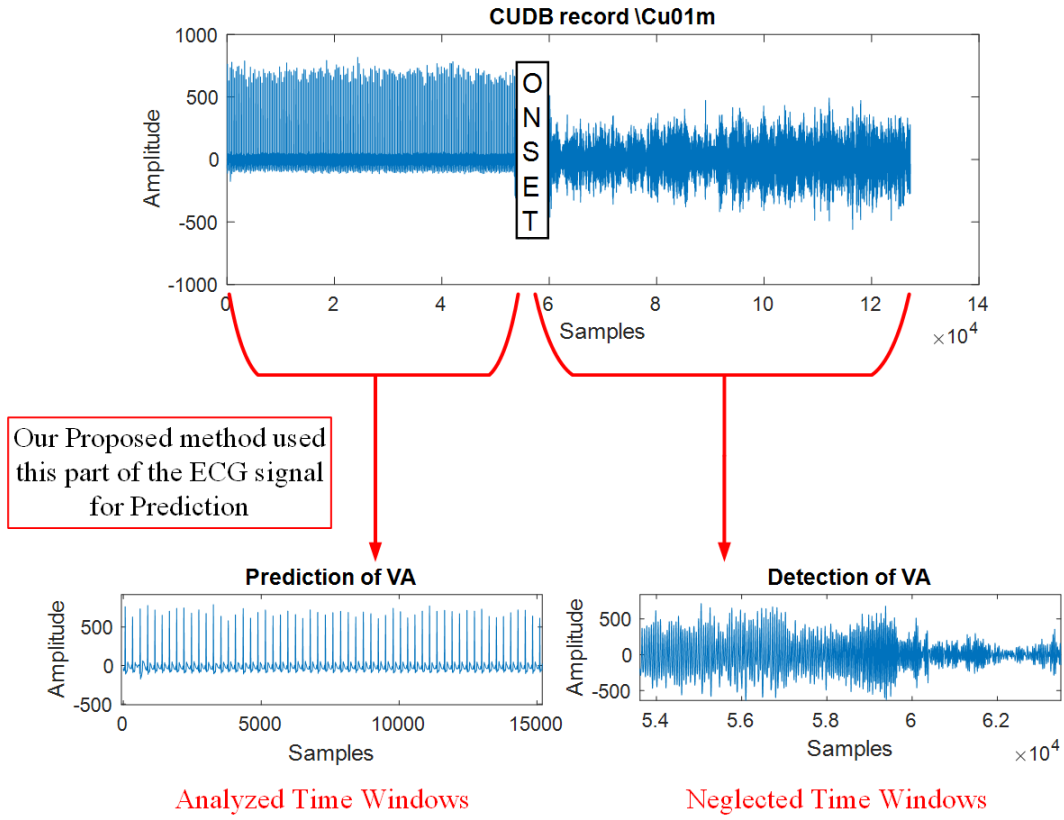 CUDB record \Cu01m
1000
500
0
-500
-1000
Amplitude
O
N
S
E
T
0 2 4 6 8 10 12 14
Samples
×10^4
Our Proposed method used
this part of the ECG signal
for Prediction
Prediction of VA
500
0
-500
Amplitude
0 5000 10000 15000
Samples
Analyzed Time Windows
Detection of VA
500
0
-500
Amplitude
5.4 5.6 5.8 6 6.2
Samples
×10^4
Neglected Time Windows